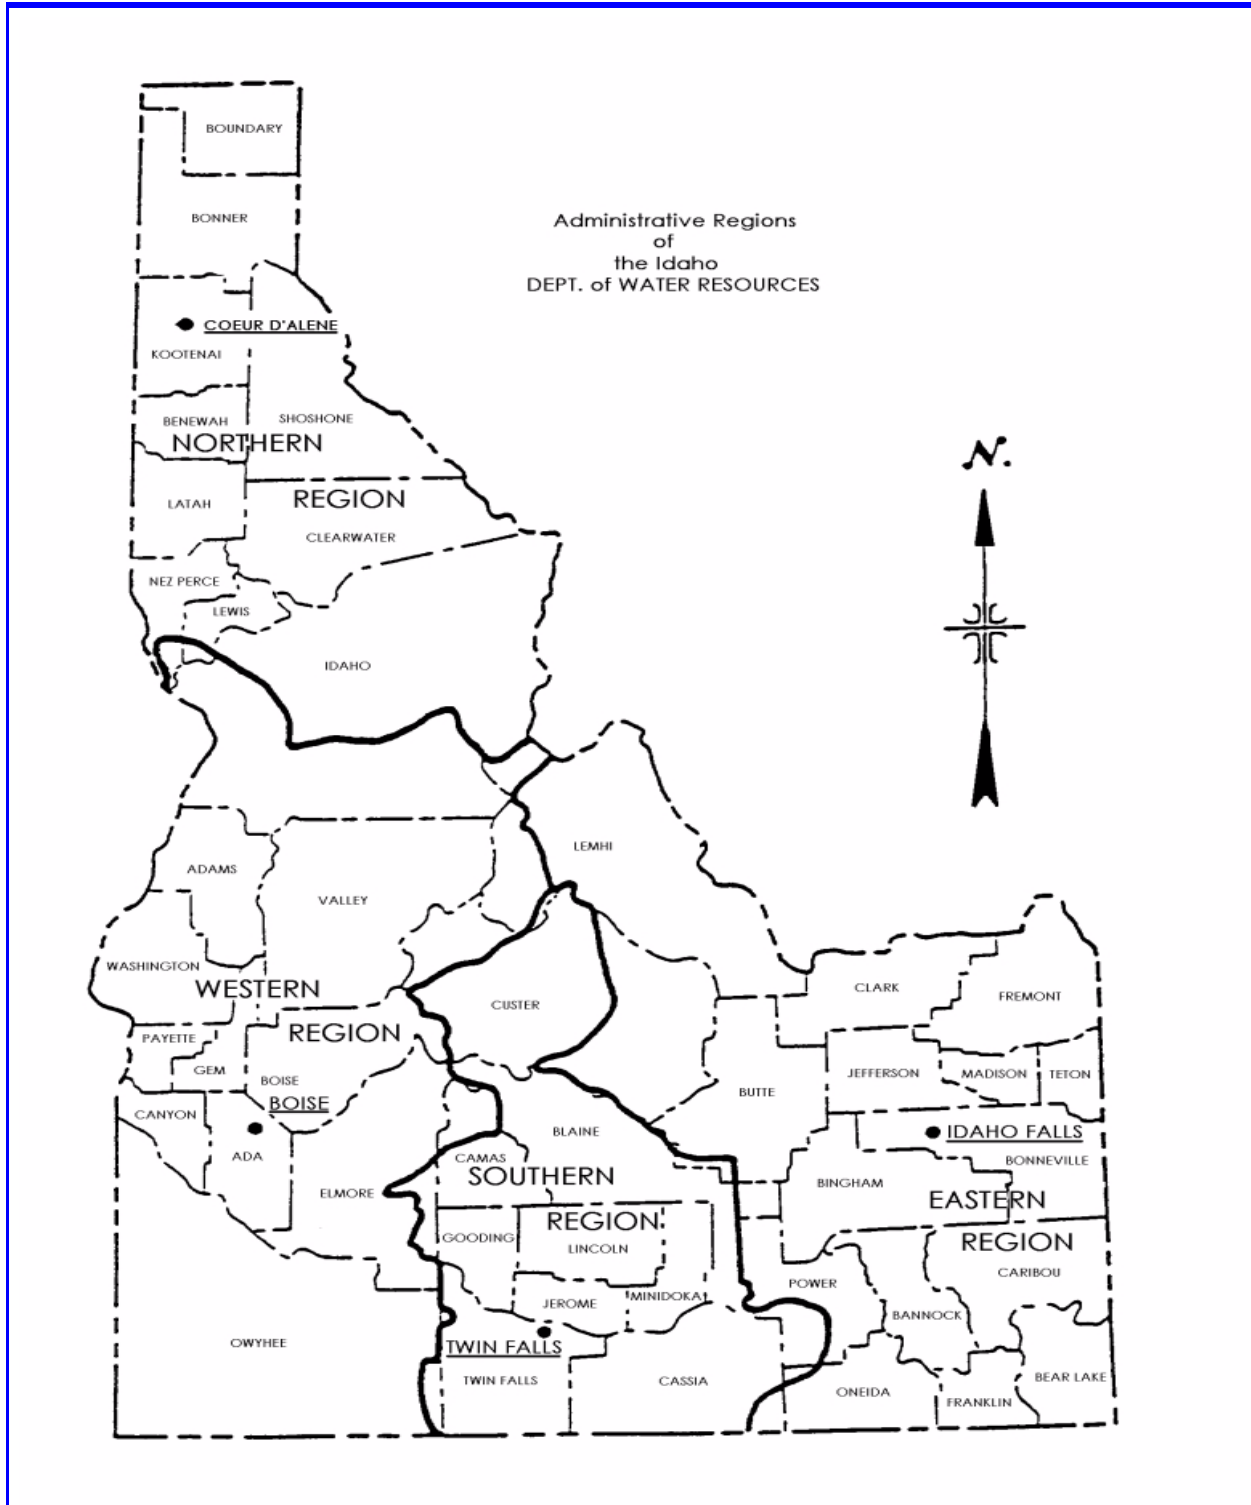 BOUNDARY
BONNER
Administrative Regions
of
the Idaho
DEPT. of WATER RESOURCES
COEUR D'ALENE
KOOTENAI
BENEWAH
SHOSHONE
NORTHERN
REGION
LATAH
CLEARWATER
N.
NEZ PERCE
LEWIS
IDAHO
LEMHI
ADAMS
VALLEY
WASHINGTON
WESTERN
REGION
CUSTER
CLARK
FREMONT
PAYETTE
GEM
BOISE
BOISE
CANYON
ADA
ELMORE
BUTTE
JEFFERSON
MADISON
TETON
BLAINE
IDAHO FALLS
BONNEVILLE
CAMAS
SOUTHERN
REGION
BINGHAM
EASTERN
REGION
GOODING
LINCOLN
CARIBOU
JEROME
MINIDOKA
POWER
BANNOCK
OWYHEE
TWIN FALLS
TWIN FALLS
CASSIA
ONEIDA
FRANKLIN
BEAR LAKE